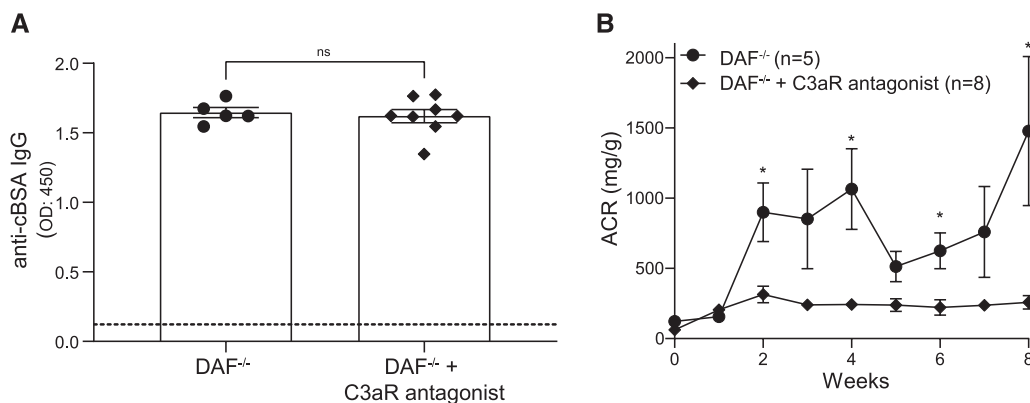 A
ns
2.0
1.5
1.0
0.5
0.0
anti-cBSA IgG
(OD: 450)
DAF-/-
DAF-/- +
C3aR antagonist
B
DAF-/- (n=5)
DAF-/- + C3aR antagonist (n=8)
2000
1500
1000
500
0
ACR (mg/g)
*
*
*
*
0
2
4
6
8
Weeks